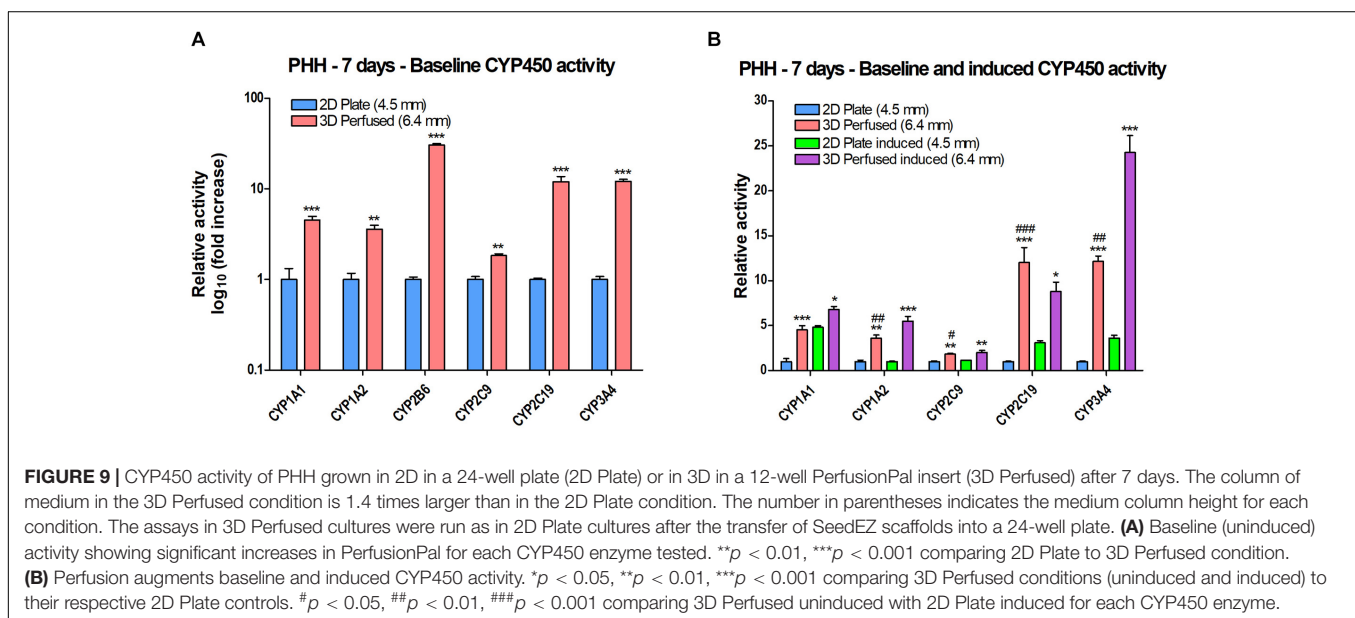 A
PHH - 7 days - Baseline CYP450 activity
2D Plate (4.5 mm)
3D Perfused (6.4 mm)
Relative activity
log₁₀ (fold increase)
100
10
1
0.1
***
**
***
**
***
***
CYP1A1
CYP1A2
CYP2B6
CYP2C9
CYP2C19
CYP3A4
B
PHH - 7 days - Baseline and induced CYP450 activity
2D Plate (4.5 mm)
3D Perfused (6.4 mm)
2D Plate induced (4.5 mm)
3D Perfused induced (6.4 mm)
Relative activity
30
25
20
15
10
5
0
***
*
##
**
***
#
**
**
###
***
*
##
***
***
CYP1A1
CYP1A2
CYP2C9
CYP2C19
CYP3A4
FIGURE 9 | CYP450 activity of PHH grown in 2D in a 24-well plate (2D Plate) or in 3D in a 12-well PerfusionPal insert (3D Perfused) after 7 days. The column of
medium in the 3D Perfused condition is 1.4 times larger than in the 2D Plate condition. The number in parentheses indicates the medium column height for each
condition. The assays in 3D Perfused cultures were run as in 2D Plate cultures after the transfer of SeedEZ scaffolds into a 24-well plate. (A) Baseline (uninduced)
activity showing significant increases in PerfusionPal for each CYP450 enzyme tested. **p < 0.01, ***p < 0.001 comparing 2D Plate to 3D Perfused condition.
(B) Perfusion augments baseline and induced CYP450 activity. *p < 0.05, **p < 0.01, ***p < 0.001 comparing 3D Perfused conditions (uninduced and induced) to
their respective 2D Plate controls. #p < 0.05, ##p < 0.01, ###p < 0.001 comparing 3D Perfused uninduced with 2D Plate induced for each CYP450 enzyme.